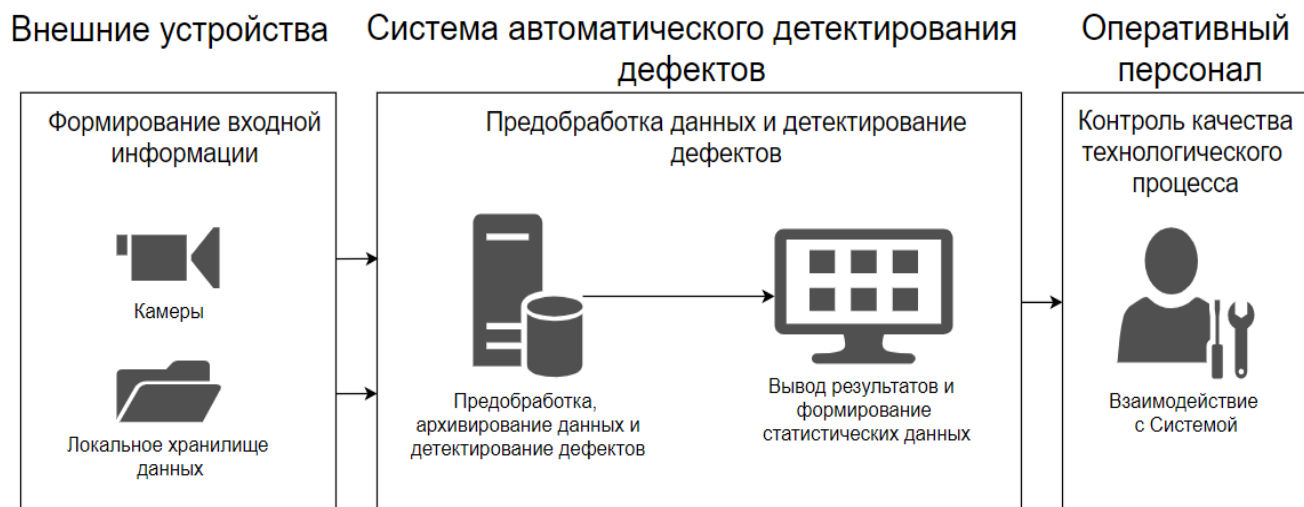 Внешние устройства
Формирование входной
информации
Камеры
Локальное хранилище
данных
Система автоматического детектирования
дефектов
Предобработка данных и детектирование
дефектов
Предобработка,
архивирование данных и
детектирование дефектов
Вывод результатов и
формирование
статистических данных
Оперативный
персонал
Контроль качества
технологического
процесса
Взаимодействие
с Системой